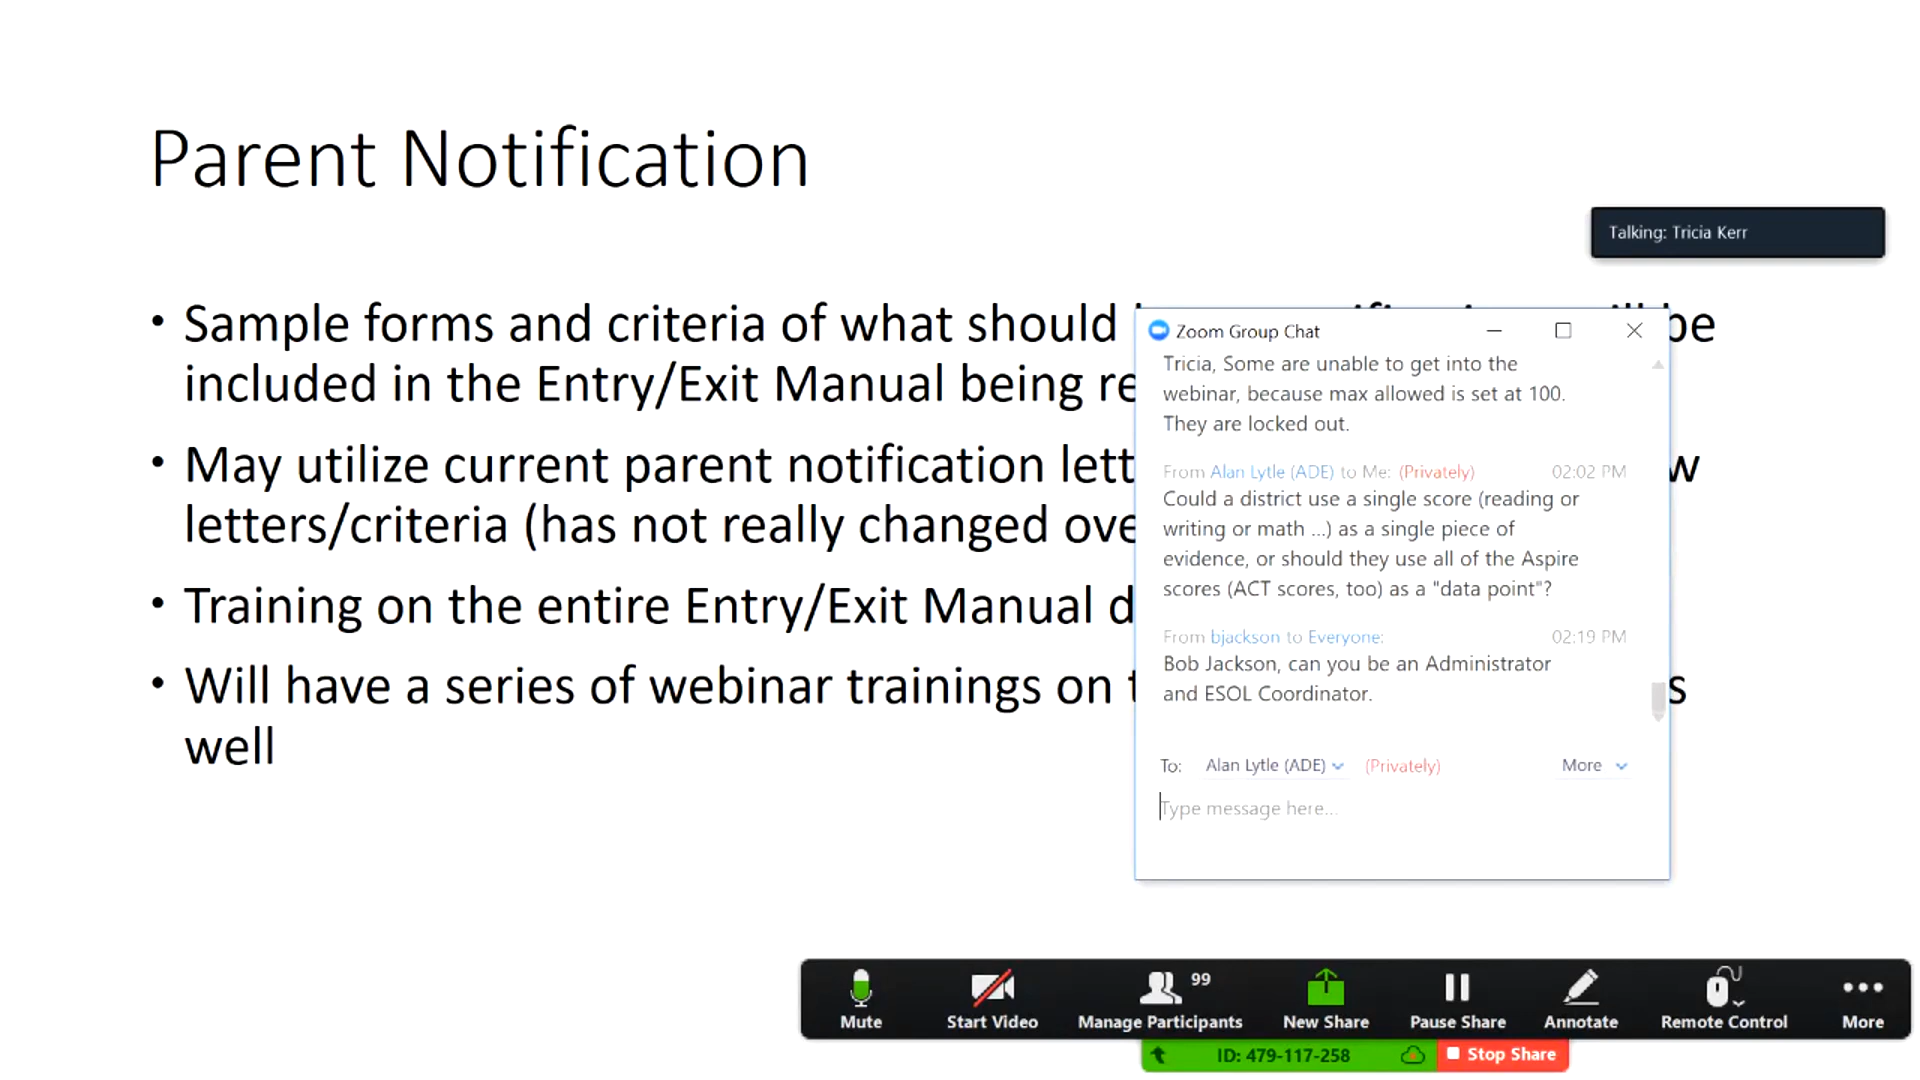 Parent Notification
Talking: Tricia Kerr
• Sample forms and criteria of what should be
included in the Entry/Exit Manual being
• May utilize current parent notification
letters/criteria (has not really changed
• Training on the entire Entry/Exit Manual
• Will have a series of webinar trainings on
well
Zoom Group Chat
Tricia, Some are unable to get into the
webinar, because max allowed is set at 100.
They are locked out.
From Alan Lytle (ADE) to Me: (Privately) 02:02 PM
Could a district use a single score (reading or
writing or math ...) as a single piece of
evidence, or should they use all of the Aspire
scores (ACT scores, too) as a "data point"?
From bjackson to Everyone: 02:19 PM
Bob Jackson, can you be an Administrator
and ESOL Coordinator.
To: Alan Lytle (ADE) (Privately) More
Type message here...
99
Mute Start Video Manage Participants New Share Pause Share Annotate Remote Control More
ID: 479-117-258 Stop Share